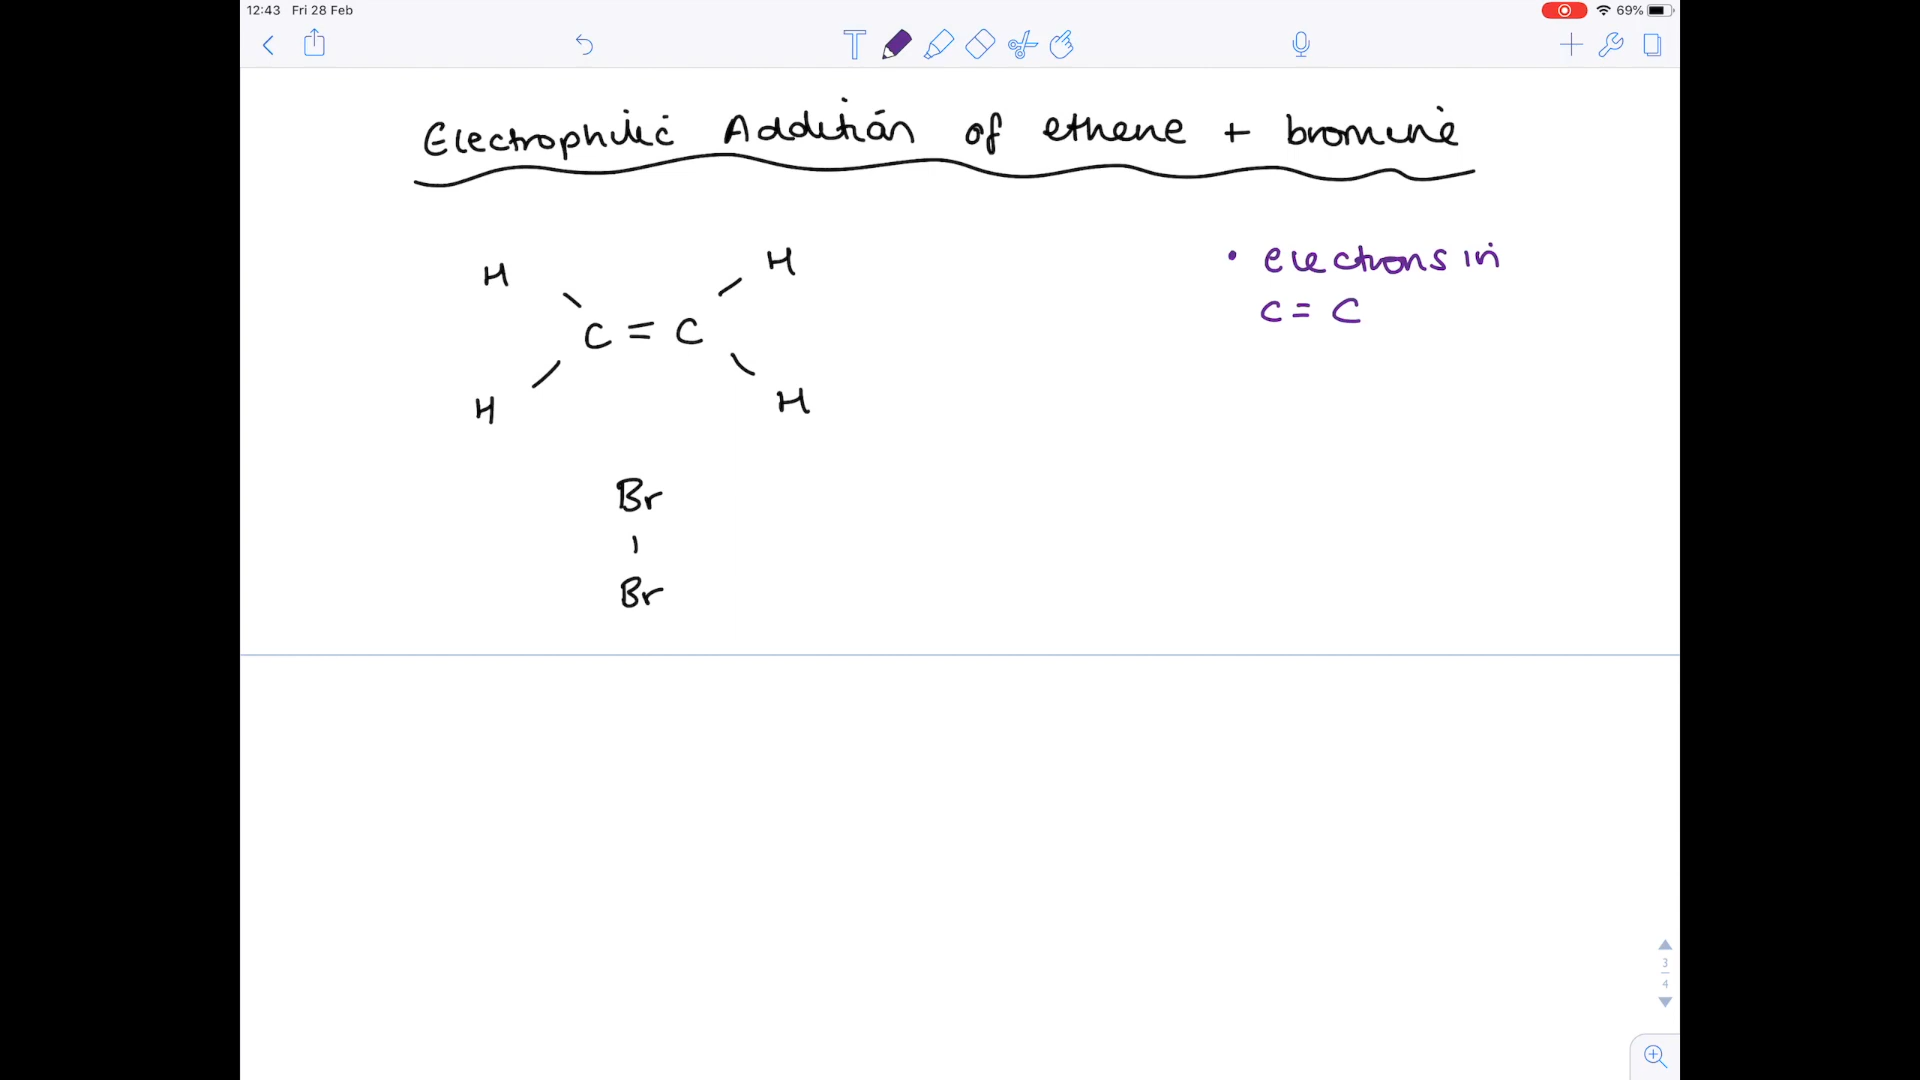 12:43 Fri 28 Feb
69%
T
Electrophilic Addition of ethene + bromine
• electrons in
C = C
H H
C = C
H H
Br
Br
3
4